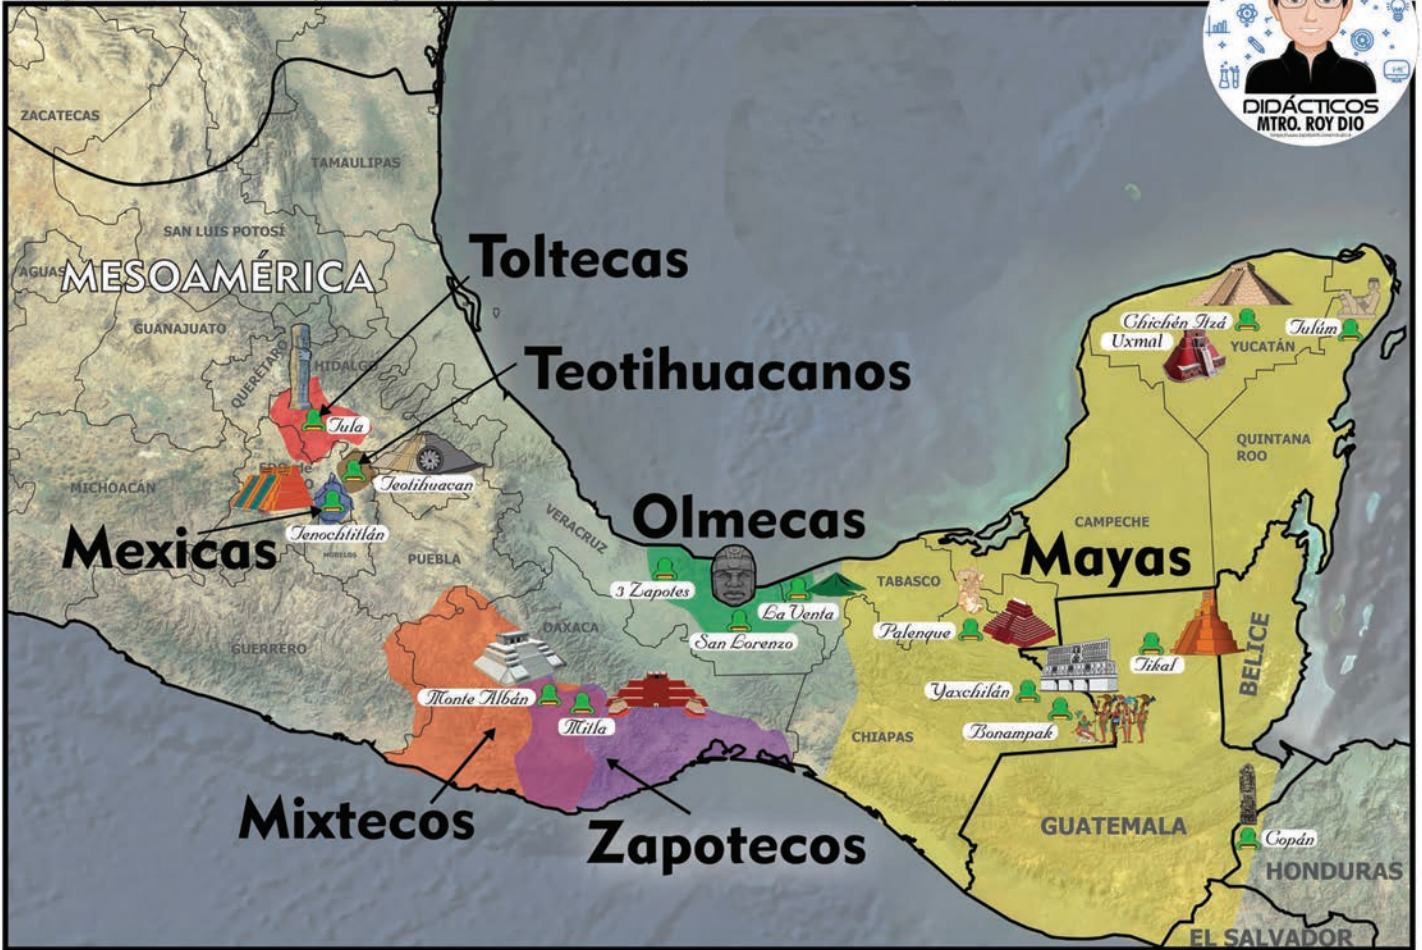 DIDÁCTICOS
MTRO. ROY DIO
ZACATECAS
TAMAULIPAS
SAN LUIS POTOSÍ
AGUAS
MESOAMÉRICA
Toltecas
GUANAJUATO
QUERÉTARO
HIDALGO
Teotihuacanos
Chichén Itzá
Tulúm
Uxmal
YUCATÁN
Tula
QUINTANA
ROO
Teotihuacan
MICHOACÁN
Tenochtitlán
Mexicas
MORELOS
PUEBLA
VERACRUZ
Olmecas
CAMPECHE
Mayas
3 Zapotes
La Venta
San Lorenzo
TABASCO
Palenque
Tikal
BELICE
GUERRERO
OAXACA
Monte Albán
Mitla
Yaxchilán
Bonampak
CHIAPAS
Mixtecos
Zapotecos
GUATEMALA
Copán
HONDURAS
EL SALVADOR